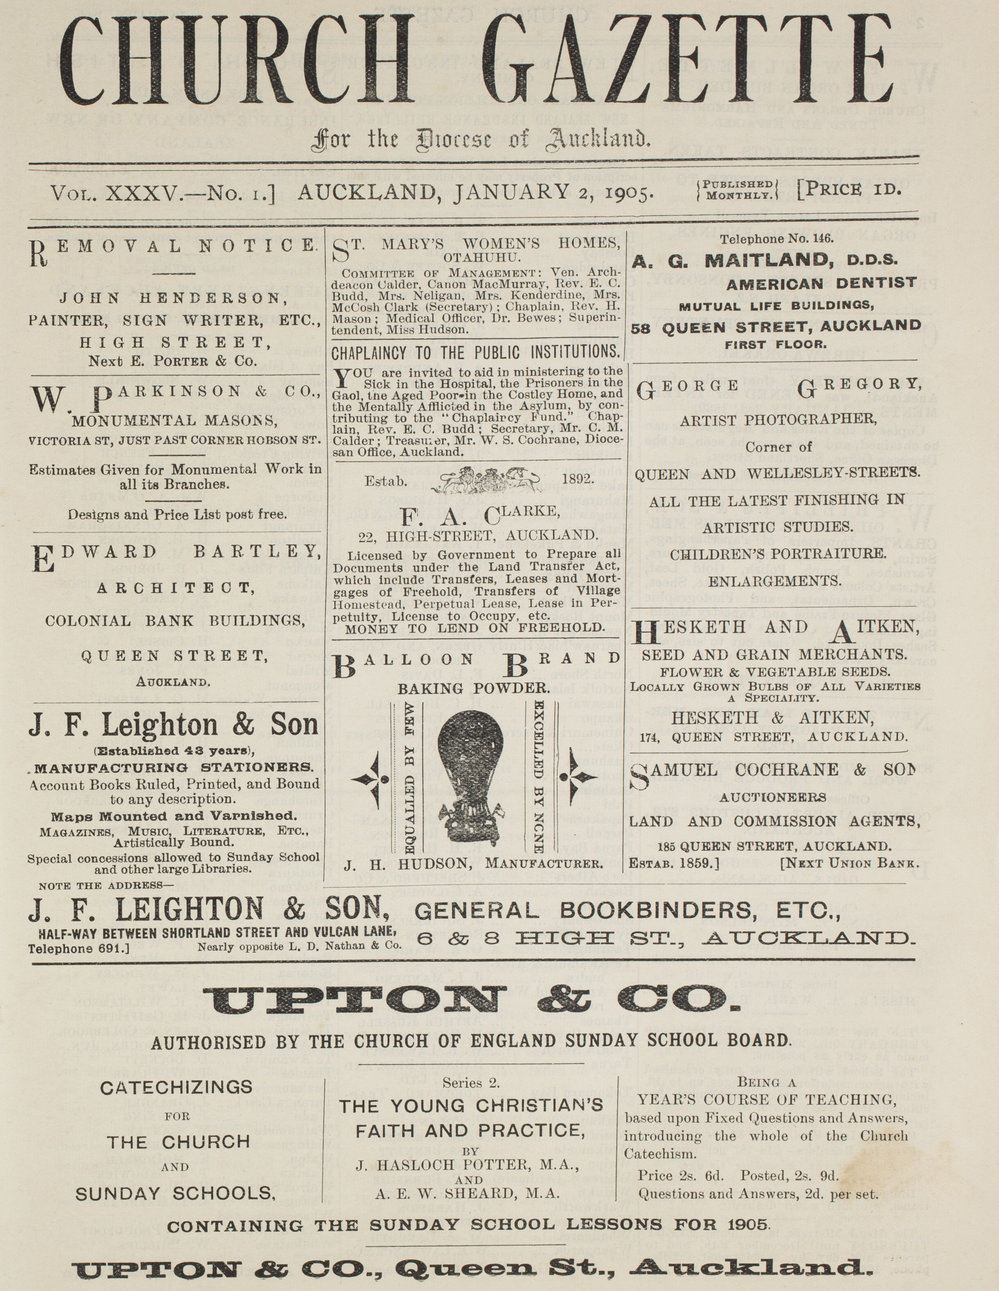 CHURCH GAZETTE
For the Diocese of Auckland.
VOL. XXXV.—No. 1.] AUCKLAND, JANUARY 2, 1905. {PUBLISHED MONTHLY.} [PRICE 1D.
REMOVAL NOTICE.
JOHN HENDERSON,
PAINTER, SIGN WRITER, ETC.,
HIGH STREET,
Next E. PORTER & Co.
W. PARKINSON & CO.,
MONUMENTAL MASONS,
VICTORIA ST, JUST PAST CORNER HOBSON ST.
Estimates Given for Monumental Work in
all its Branches.
Designs and Price List post free.
EDWARD BARTLEY,
ARCHITECT,
COLONIAL BANK BUILDINGS,
QUEEN STREET,
AUCKLAND.
J. F. Leighton & Son
(Established 43 years),
MANUFACTURING STATIONERS.
Account Books Ruled, Printed, and Bound
to any description.
Maps Mounted and Varnished.
MAGAZINES, MUSIC, LITERATURE, ETC.,
Artistically Bound.
Special concessions allowed to Sunday School
and other large Libraries.
NOTE THE ADDRESS—
ST. MARY'S WOMEN'S HOMES,
OTAHUHU.
COMMITTEE OF MANAGEMENT: Ven. Arch-
deacon Calder, Canon MacMurray, Rev. E. C.
Budd, Mrs. Neligan, Mrs. Kenderdine, Mrs.
McCosh Clark (Secretary); Chaplain, Rev. H.
Mason; Medical Officer, Dr. Bewes; Superin-
tendent, Miss Hudson.
CHAPLAINCY TO THE PUBLIC INSTITUTIONS.
YOU are invited to aid in ministering to the
Sick in the Hospital, the Prisoners in the
Gaol, the Aged Poor in the Costley Home, and
the Mentally Afflicted in the Asylum, by con-
tributing to the "Chaplaincy Fund." Chap-
lain, Rev. E. C. Budd; Secretary, Mr. C. M.
Calder; Treasurer, Mr. W. S. Cochrane, Dioce-
san Office, Auckland.
Estab. 1892.
F. A. CLARKE,
22, HIGH-STREET, AUCKLAND.
Licensed by Government to Prepare all
Documents under the Land Transfer Act,
which include Transfers, Leases and Mort-
gages of Freehold, Transfers of Village
Homestead, Perpetual Lease, Lease in Per-
petuity, License to Occupy, etc.
MONEY TO LEND ON FREEHOLD.
BALLOON BRAND
BAKING POWDER.
EQUALLED BY FEW
EXCELLED BY NONE
J. H. HUDSON, MANUFACTURER.
Telephone No. 146.
A. G. MAITLAND, D.D.S.
AMERICAN DENTIST
MUTUAL LIFE BUILDINGS,
58 QUEEN STREET, AUCKLAND
FIRST FLOOR.
GEORGE GREGORY,
ARTIST PHOTOGRAPHER,
Corner of
QUEEN AND WELLESLEY-STREETS.
ALL THE LATEST FINISHING IN
ARTISTIC STUDIES.
CHILDREN'S PORTRAITURE.
ENLARGEMENTS.
HESKETH AND AITKEN,
SEED AND GRAIN MERCHANTS.
FLOWER & VEGETABLE SEEDS.
LOCALLY GROWN BULBS OF ALL VARIETIES
A SPECIALITY.
HESKETH & AITKEN,
174, QUEEN STREET, AUCKLAND.
SAMUEL COCHRANE & SON
AUCTIONEERS
LAND AND COMMISSION AGENTS,
185 QUEEN STREET, AUCKLAND.
ESTAB. 1859.] [NEXT UNION BANK.
J. F. LEIGHTON & SON, GENERAL BOOKBINDERS, ETC.,
HALF-WAY BETWEEN SHORTLAND STREET AND VULCAN LANE,
Telephone 691.] Nearly opposite L. D. Nathan & Co.
6 & 8 HIGH ST., AUCKLAND.
UPTON & CO.
AUTHORISED BY THE CHURCH OF ENGLAND SUNDAY SCHOOL BOARD.
CATECHIZINGS
FOR
THE CHURCH
AND
SUNDAY SCHOOLS,
Series 2.
THE YOUNG CHRISTIAN'S
FAITH AND PRACTICE,
BY
J. HASLOCH POTTER, M.A.,
AND
A. E. W. SHEARD, M.A.
BEING A
YEAR'S COURSE OF TEACHING,
based upon Fixed Questions and Answers,
introducing the whole of the Church
Catechism.
Price 2s. 6d. Posted, 2s. 9d.
Questions and Answers, 2d. per set.
CONTAINING THE SUNDAY SCHOOL LESSONS FOR 1905.
UPTON & CO., Queen St., Auckland.